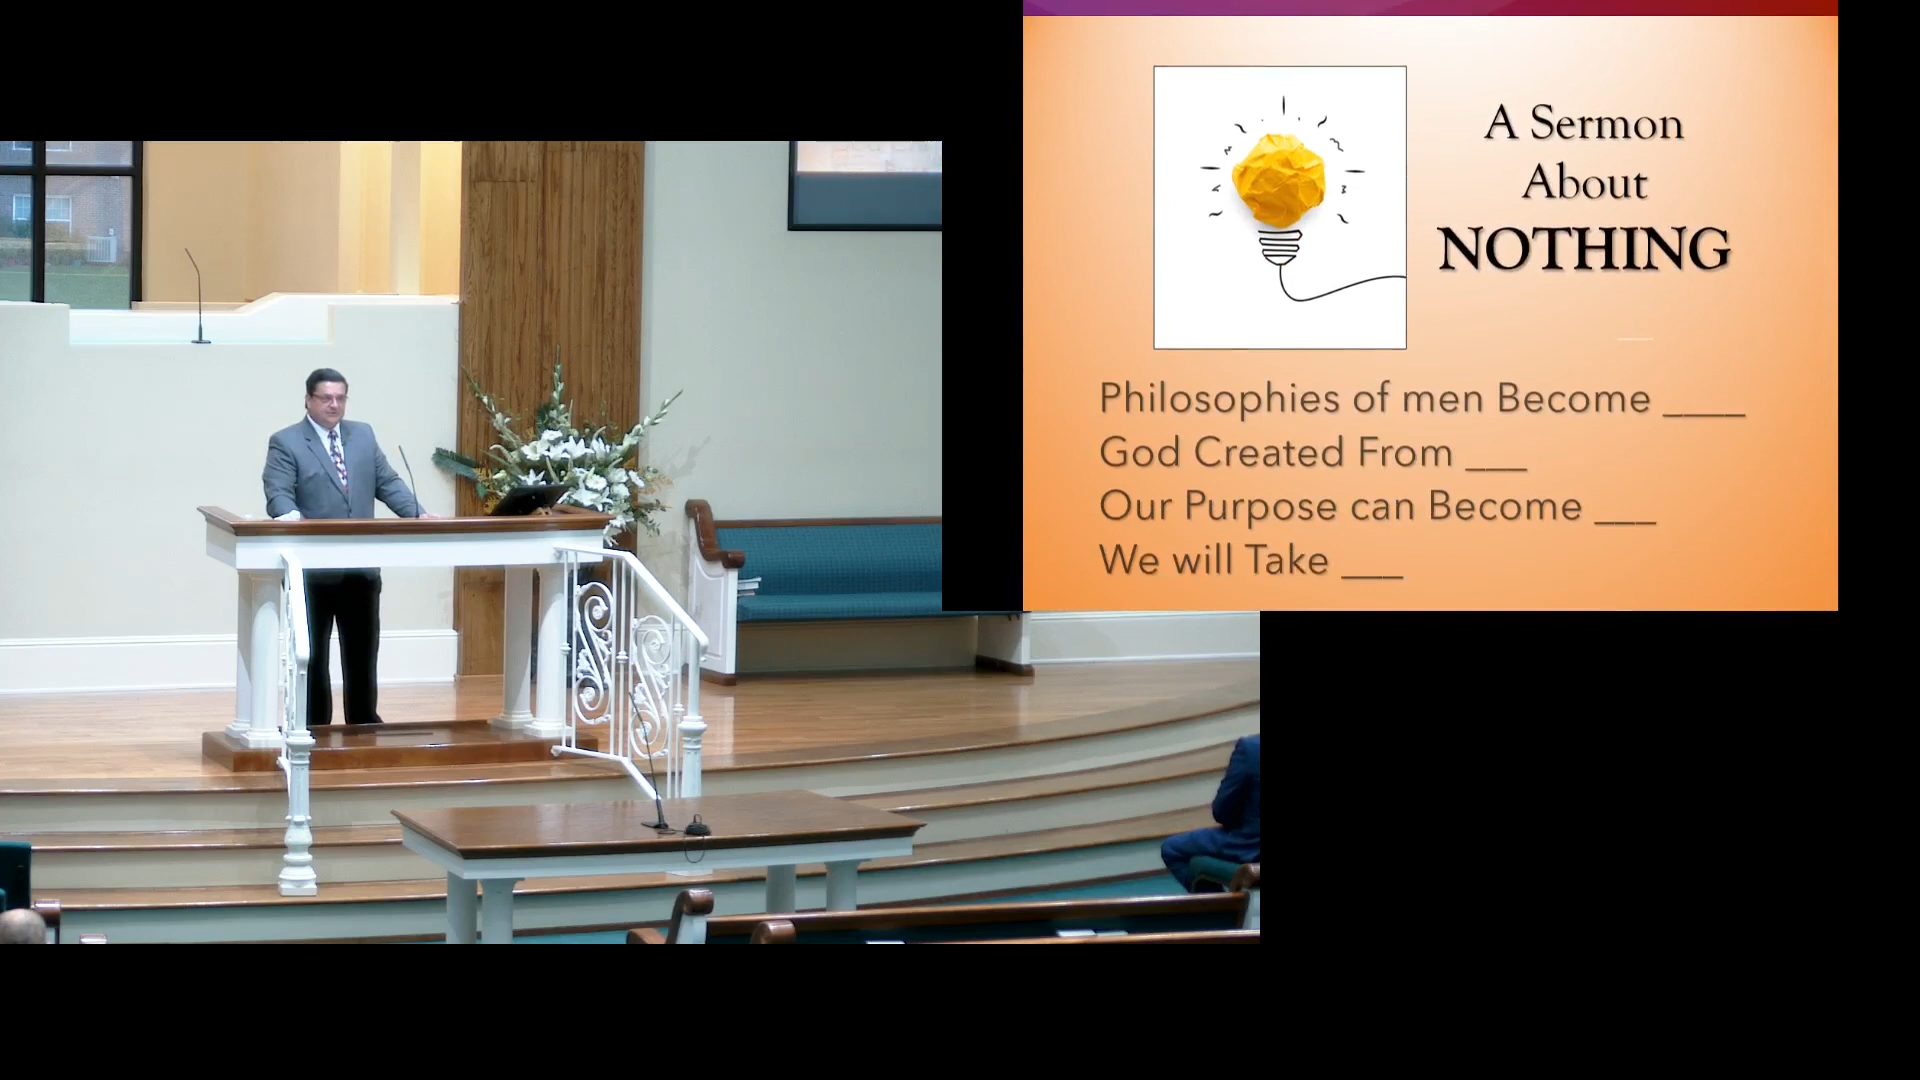 A Sermon
About
NOTHING
Philosophies of men Become ____
God Created From ___
Our Purpose can Become ___
We will Take ___